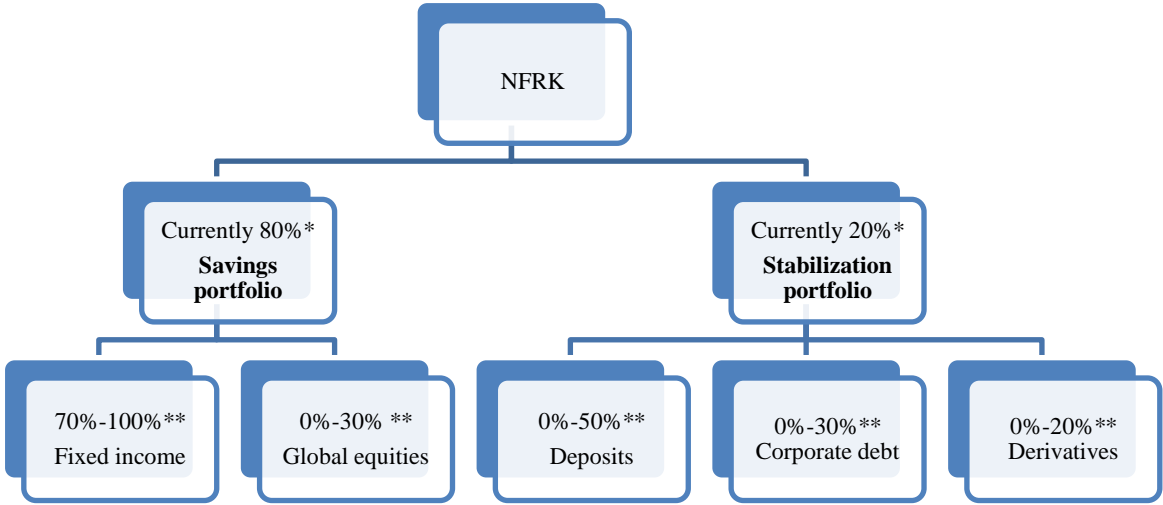 NFRK
Currently 80%*
Savings
portfolio
Currently 20%*
Stabilization
portfolio
70%-100%**
Fixed income
0%-30% **
Global equities
0%-50%**
Deposits
0%-30%**
Corporate debt
0%-20%**
Derivatives